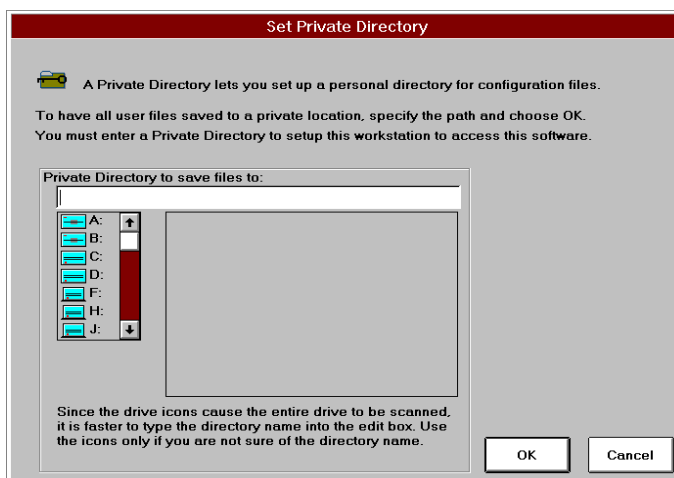 Set Private Directory
A Private Directory lets you set up a personal directory for configuration files.
To have all user files saved to a private location, specify the path and choose OK.
You must enter a Private Directory to setup this workstation to access this software.
Private Directory to save files to:
A:
B:
C:
D:
F:
H:
J:
Since the drive icons cause the entire drive to be scanned,
it is faster to type the directory name into the edit box. Use
the icons only if you are not sure of the directory name.
OK Cancel